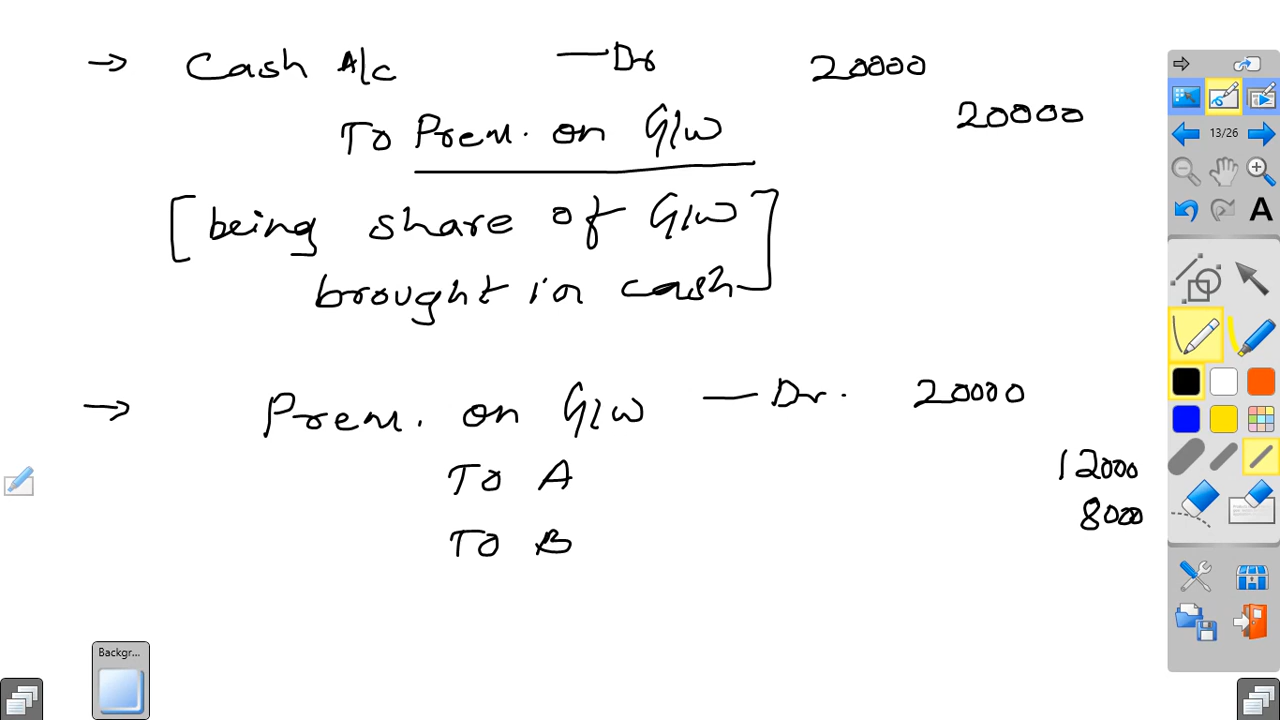 → Cash A/c — Dr 20000
To Prem. on G/w 20000
[being share of G/w
brought in cash]
→ Prem. on G/w — Dr. 20000
To A 12000
To B 8000
13/26
A
Backgr...